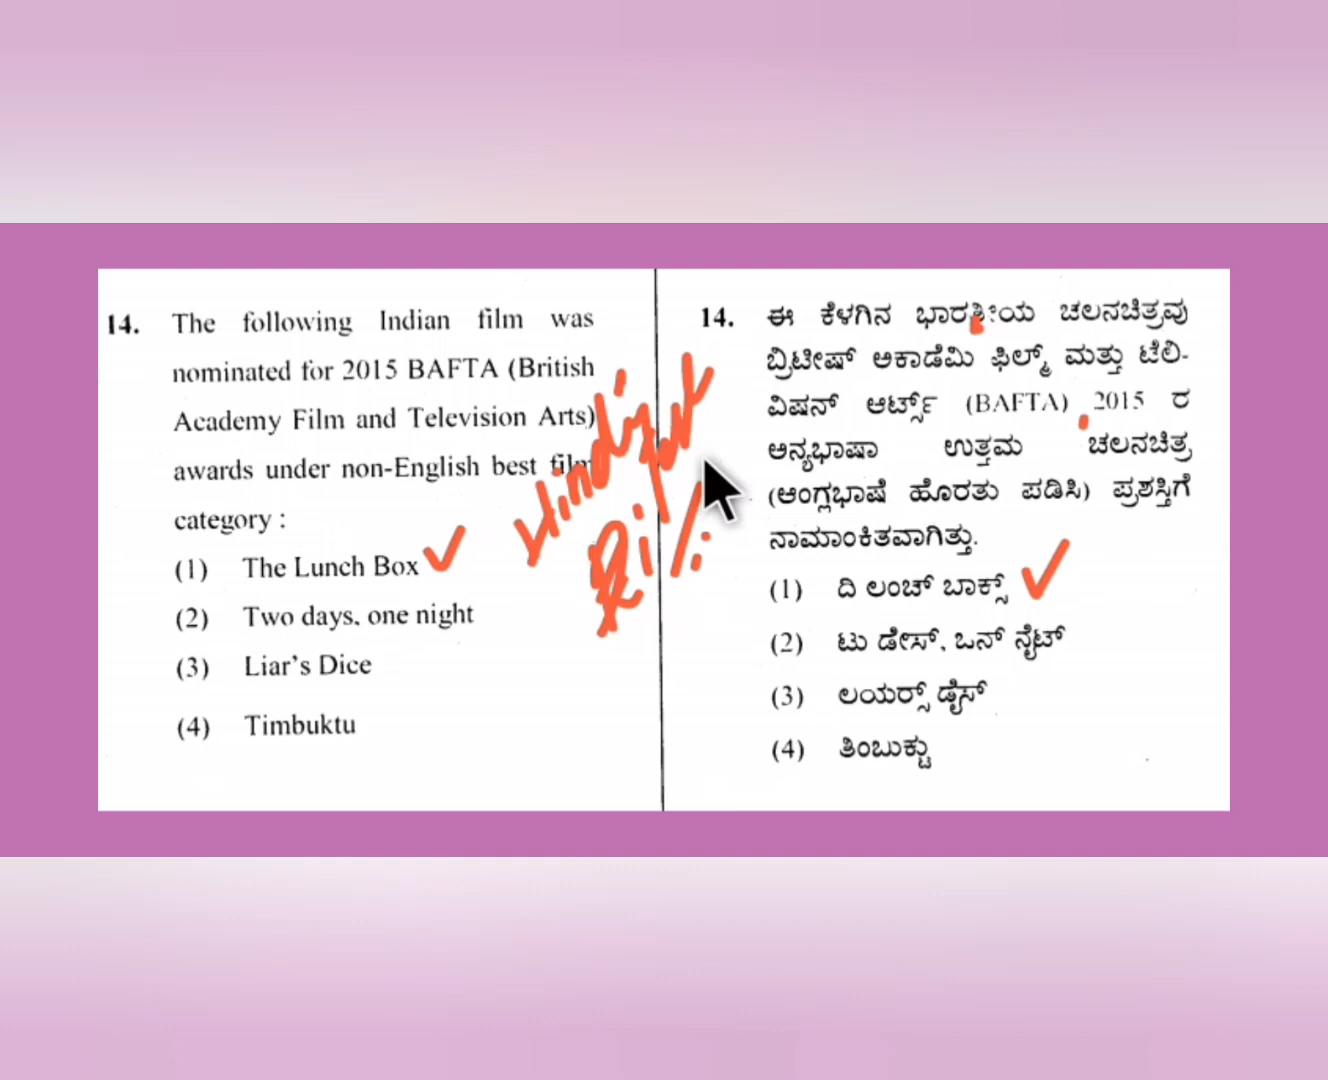 14. The following Indian film was
nominated for 2015 BAFTA (British
Academy Film and Television Arts)
awards under non-English best film
category :
(1) The Lunch Box
(2) Two days, one night
(3) Liar's Dice
(4) Timbuktu
Hindi
14. ಈ ಕೆಳಗಿನ ಭಾರತೀಯ ಚಲನಚಿತ್ರವು
ಬ್ರಿಟೀಷ್ ಅಕಾಡೆಮಿ ಫಿಲ್ಮ್ ಮತ್ತು ಟೆಲಿ-
ವಿಷನ್ ಆರ್ಟ್ಸ್ (BAFTA) 2015 ರ
ಅನ್ಯಭಾಷಾ ಉತ್ತಮ ಚಲನಚಿತ್ರ
(ಆಂಗ್ಲಭಾಷೆ ಹೊರತು ಪಡಿಸಿ) ಪ್ರಶಸ್ತಿಗೆ
ನಾಮಾಂಕಿತವಾಗಿತ್ತು.
(1) ದಿ ಲಂಚ್ ಬಾಕ್ಸ್
(2) ಟು ಡೇಸ್, ಒನ್ ನೈಟ್
(3) ಲಯರ್ಸ್ ಡೈಸ್
(4) ತಿಂಬುಕ್ಟು